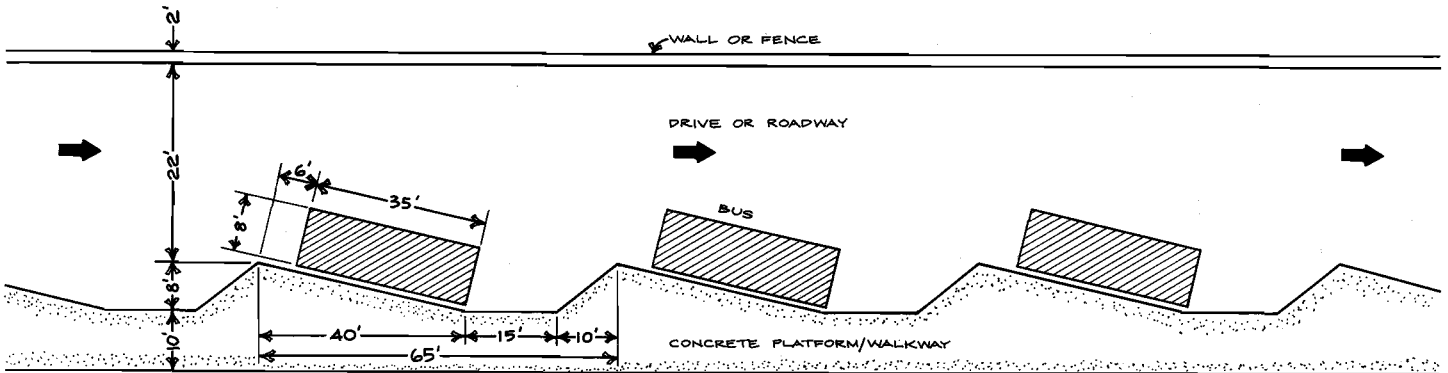 2'
WALL OR FENCE
DRIVE OR ROADWAY
22'
6'
35'
8'
BUS
8'
40'
15'
10'
10'
65'
CONCRETE PLATFORM/WALKWAY